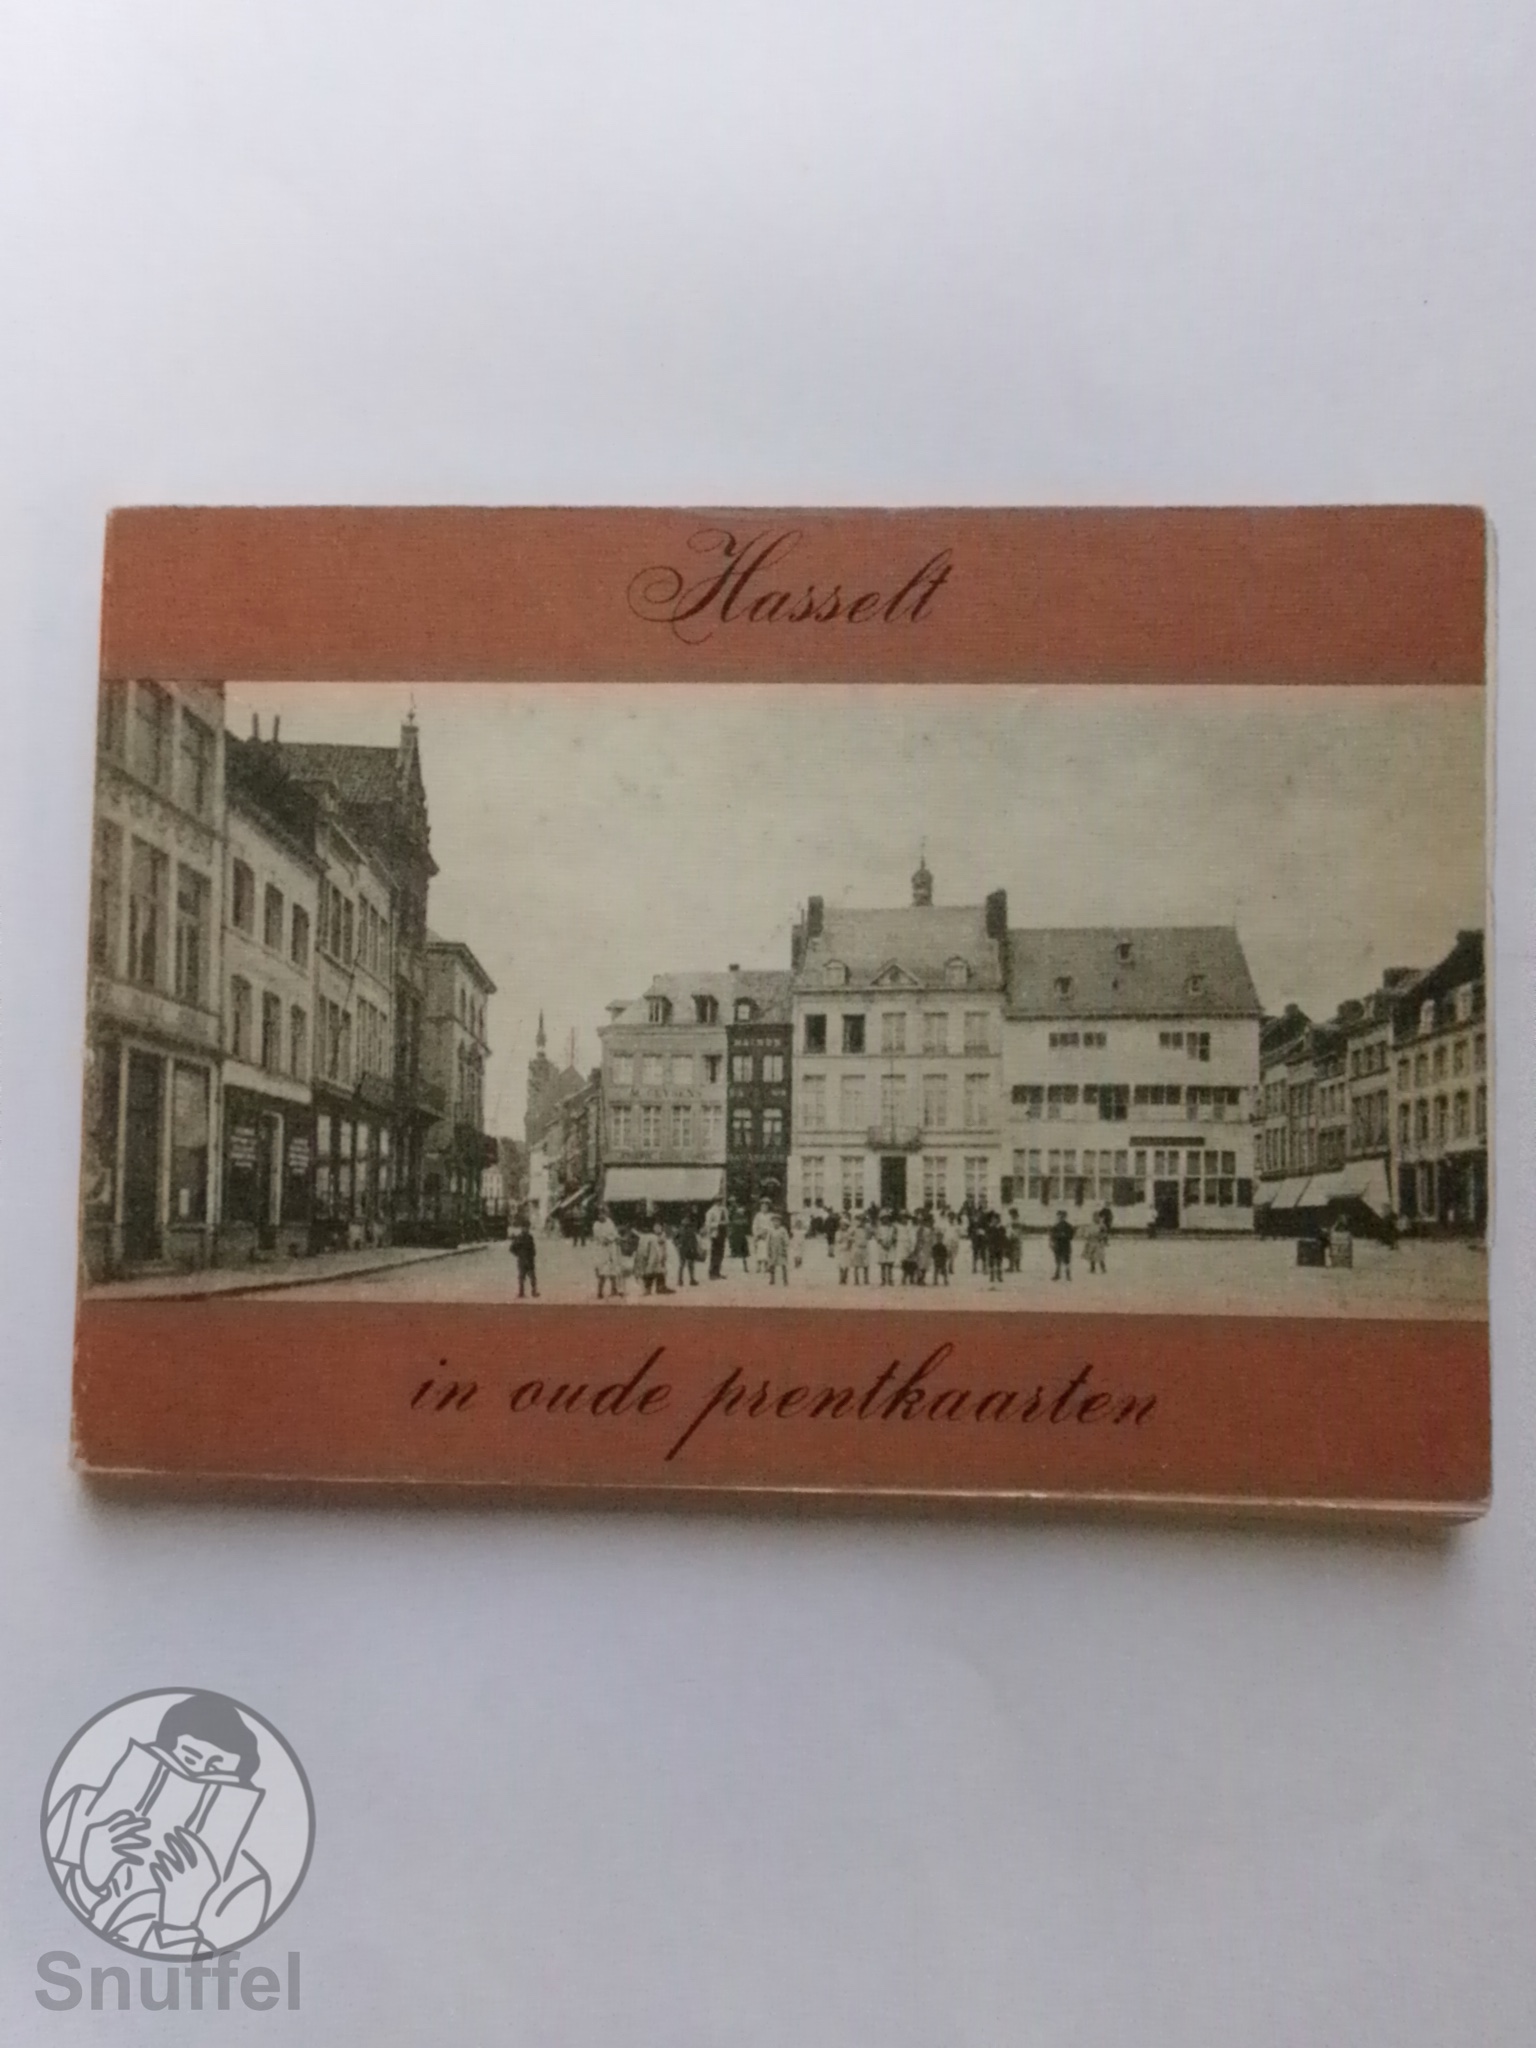 Hasselt
in oude prentkaarten
Snuffel